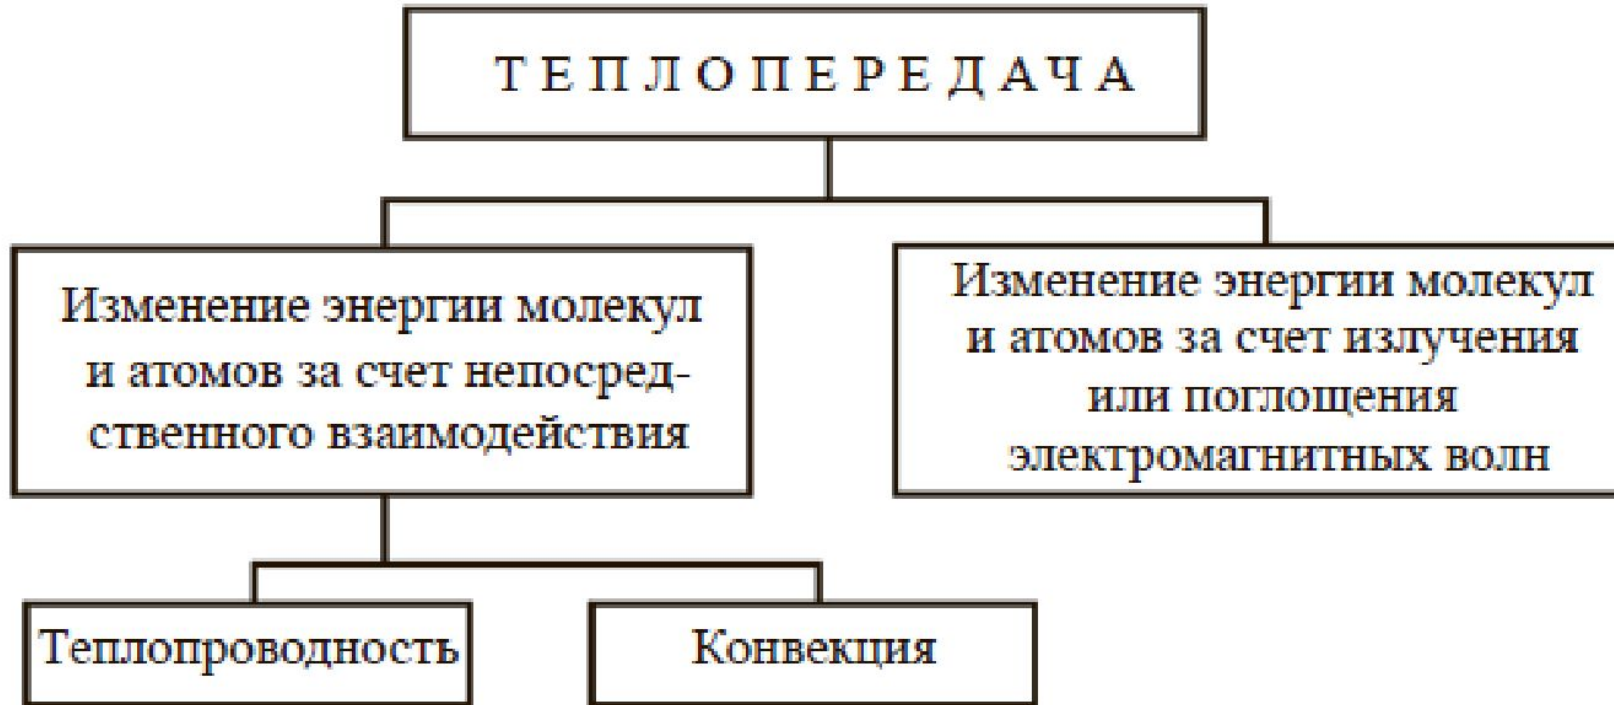 ТЕПЛОПЕРЕДАЧА
Изменение энергии молекул
и атомов за счет непосред-
ственного взаимодействия
Изменение энергии молекул
и атомов за счет излучения
или поглощения
электромагнитных волн
Теплопроводность
Конвекция